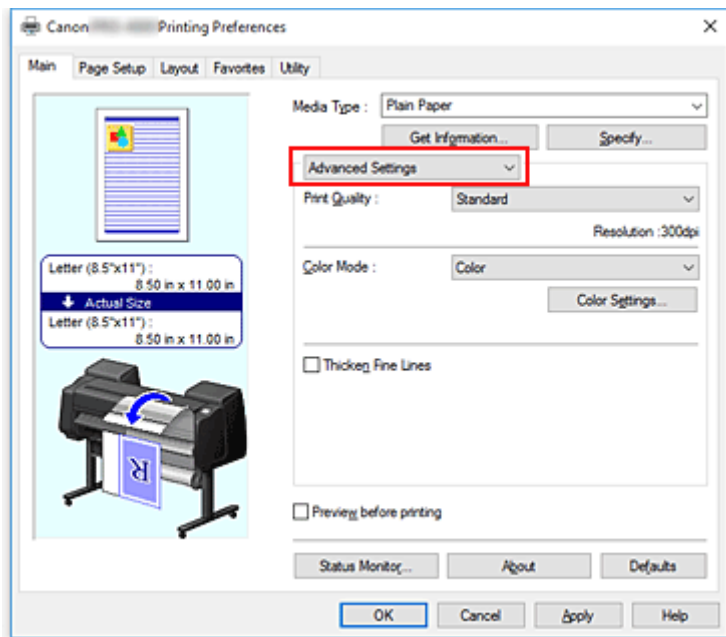 Canon Printing Preferences
Main Page Setup Layout Favorites Utility
Media Type : Plain Paper
Get Information... Specify...
Advanced Settings
Print Quality : Standard
Resolution :300dpi
Color Mode : Color
Color Settings...
Thicken Fine Lines
Letter (8.5"x11") :
8.50 in x 11.00 in
Actual Size
Letter (8.5"x11") :
8.50 in x 11.00 in
R
Preview before printing
Status Monitor... About Defaults
OK Cancel Apply Help